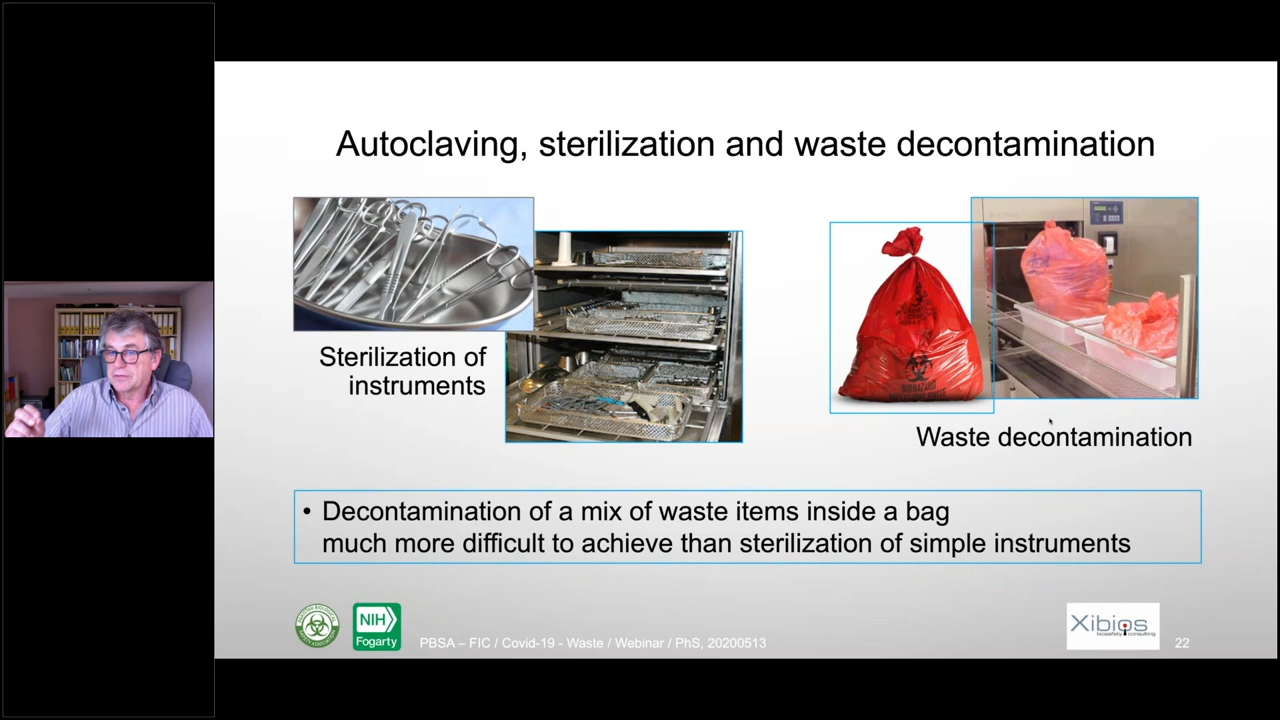 Autoclaving, sterilization and waste decontamination
Sterilization of
instruments
Waste decontamination
• Decontamination of a mix of waste items inside a bag
much more difficult to achieve than sterilization of simple instruments
NIH
Fogarty
PBSA – FIC / Covid-19 - Waste / Webinar / PhS, 20200513
Xibios
biosafety consulting
22